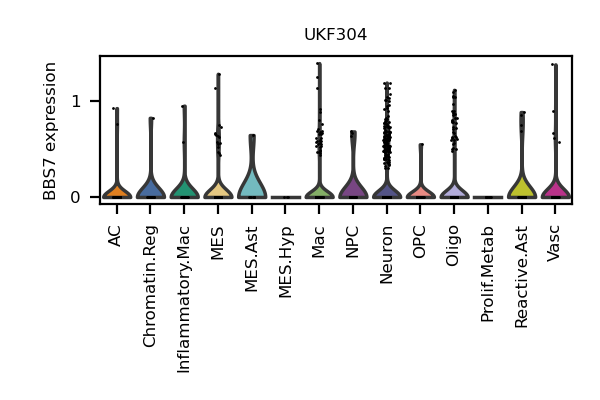 UKF304
BBS7 expression
1
0
AC
Chromatin.Reg
Inflammatory.Mac
MES
MES.Ast
MES.Hyp
Mac
NPC
Neuron
OPC
Oligo
Prolif.Metab
Reactive.Ast
Vasc